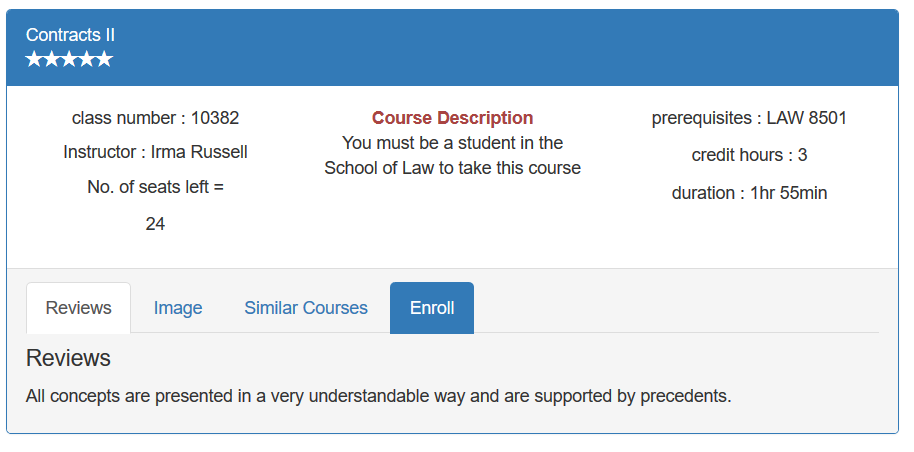 Contracts II
★★★★★
class number : 10382
Instructor : Irma Russell
No. of seats left =
24
Course Description
You must be a student in the
School of Law to take this course
prerequisites : LAW 8501
credit hours : 3
duration : 1hr 55min
Reviews
Image
Similar Courses
Enroll
Reviews
All concepts are presented in a very understandable way and are supported by precedents.